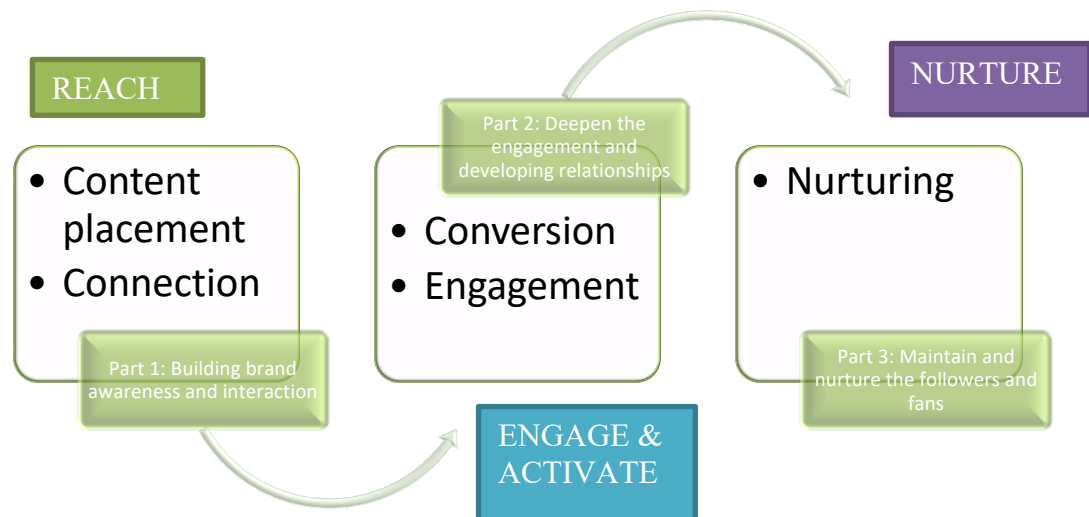 REACH
• Content
placement
• Connection
Part 1: Building brand
awareness and interaction
Part 2: Deepen the
engagement and
developing relationships
• Conversion
• Engagement
ENGAGE &
ACTIVATE
NURTURE
• Nurturing
Part 3: Maintain and
nurture the followers and
fans